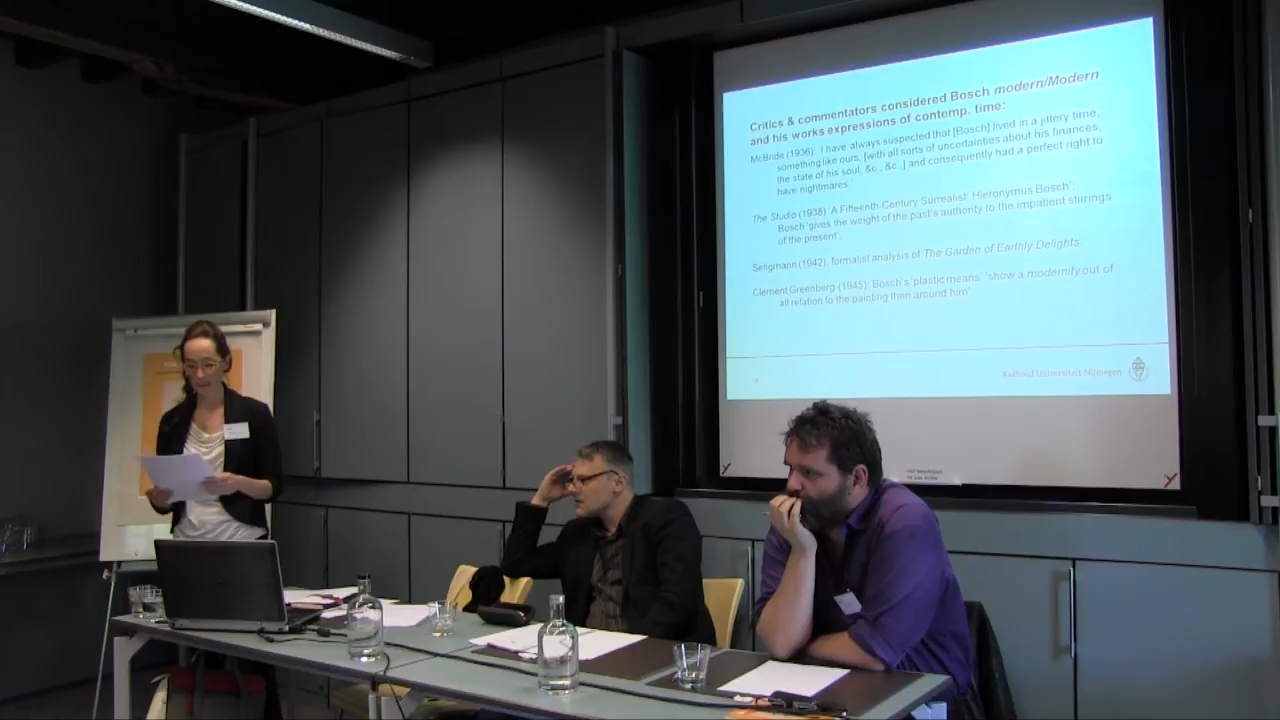 Critics & commentators considered Bosch modern/Modern
and his works expressions of contemp. time:
McBride (1936): 'I have always suspected that [Bosch] lived in a jittery time,
something like ours, [with all sorts of uncertainties about his finances,
the state of his soul, &c., &c.,] and consequently had a perfect right to
have nightmares.'
The Studio (1938) 'A Fifteenth-Century Surrealist: Hieronymus Bosch':
Bosch 'gives the weight of the past's authority to the impatient stirrings
of the present'.
Seligmann (1942), formalist analysis of The Garden of Earthly Delights.
Clement Greenberg (1945): Bosch's 'plastic means' 'show a modernity out of
all relation to the painting then around him"
Radboud Universiteit Nijmegen